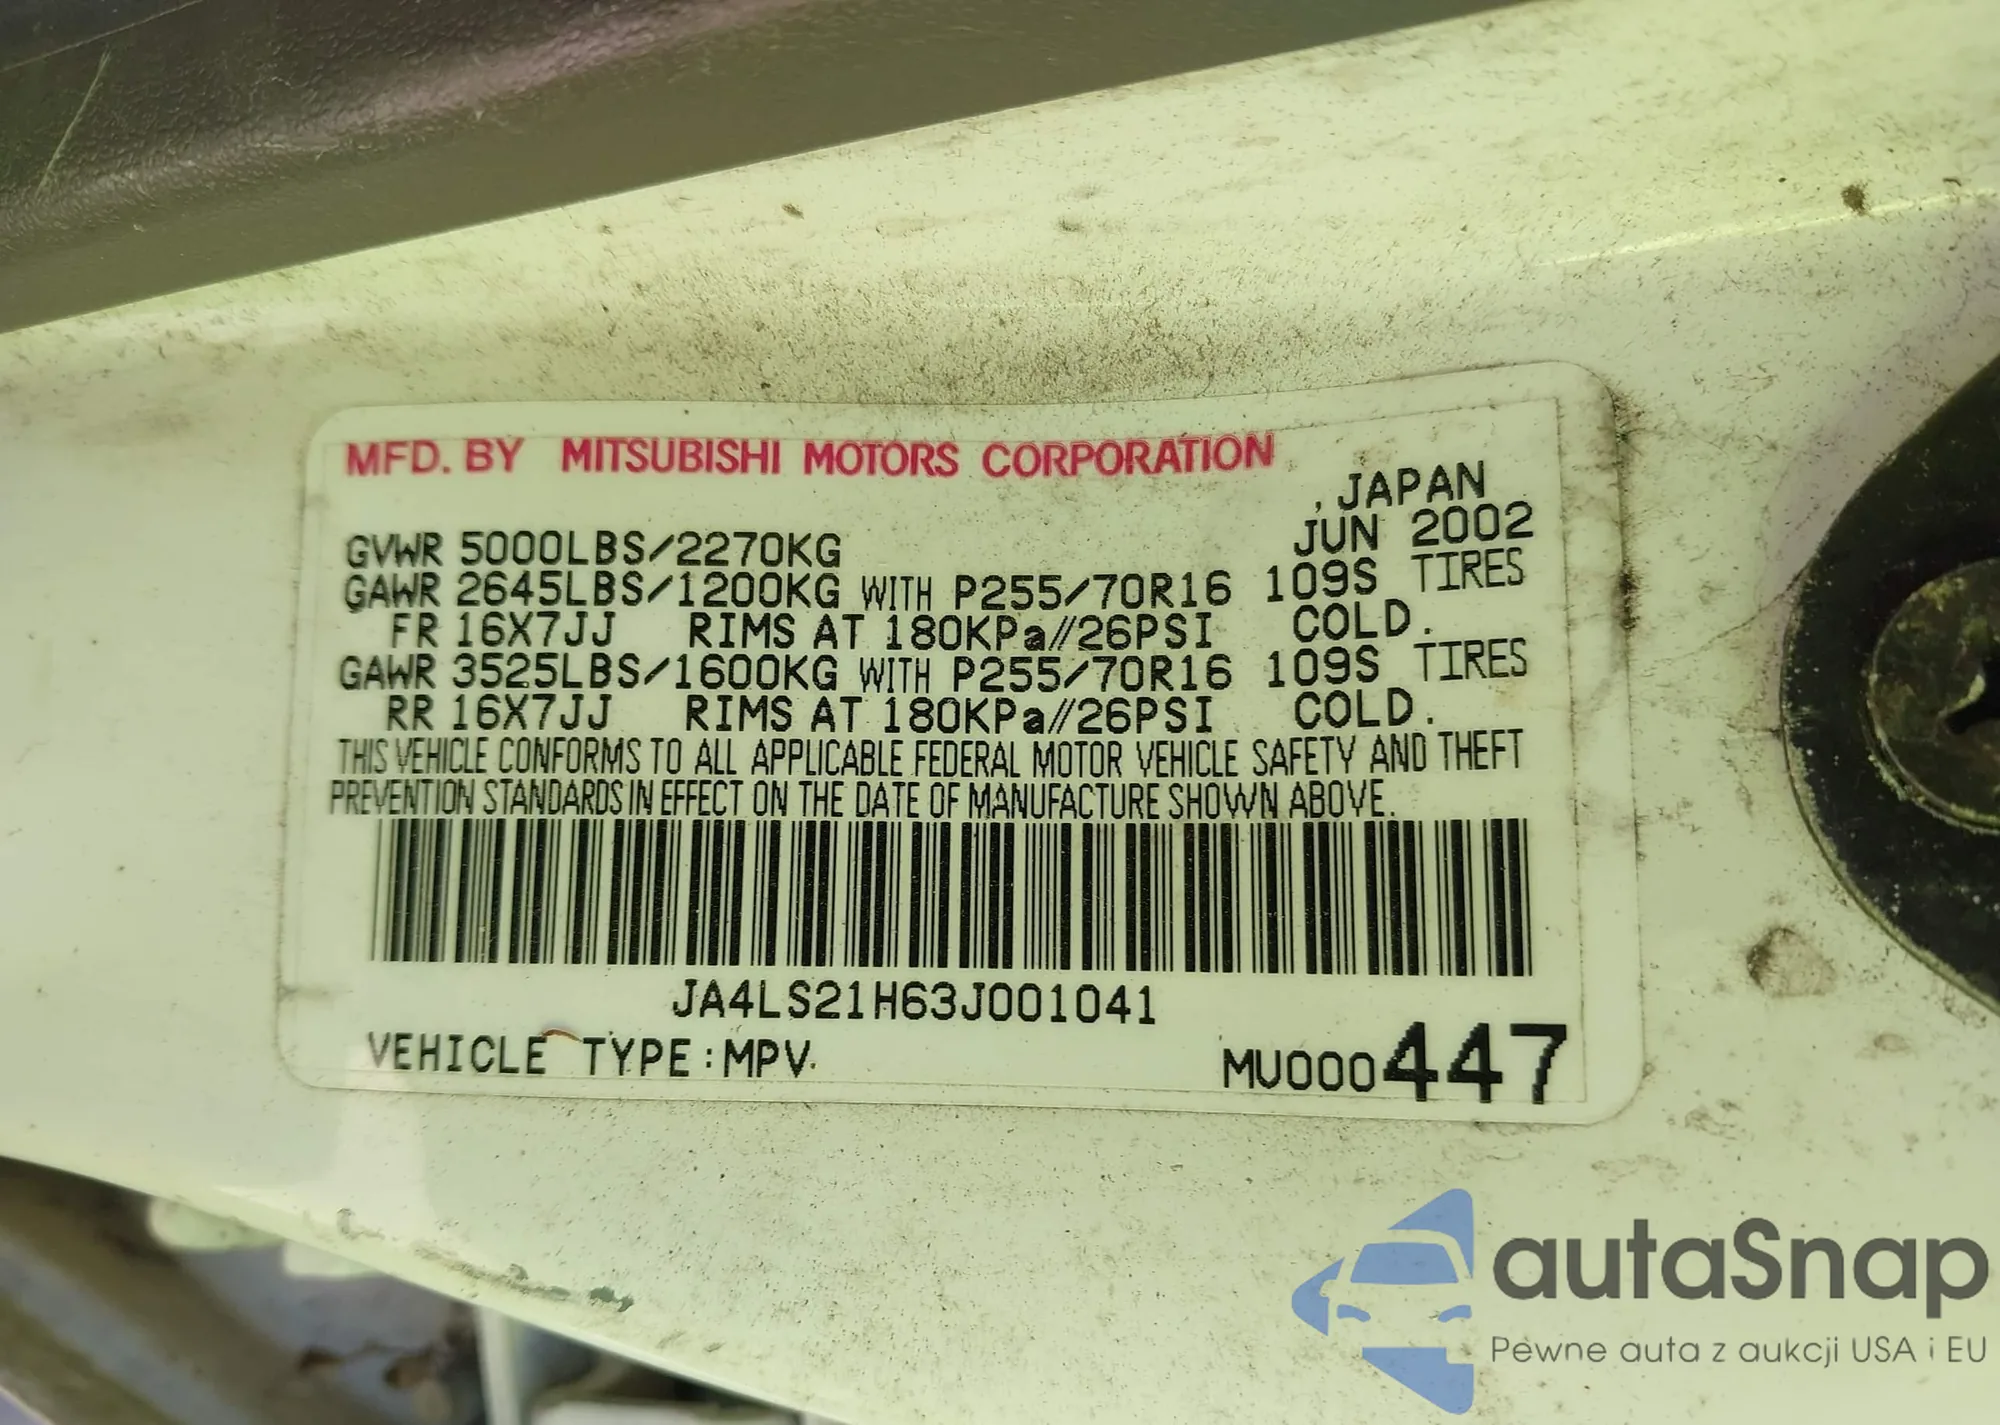 MFD. BY MITSUBISHI MOTORS CORPORATION
, JAPAN
GVWR 5000LBS/2270KG JUN 2002
GAWR 2645LBS/1200KG WITH P255/70R16 109S TIRES
FR 16X7JJ RIMS AT 180KPa//26PSI COLD.
GAWR 3525LBS/1600KG WITH P255/70R16 109S TIRES
RR 16X7JJ RIMS AT 180KPa//26PSI COLD.
THIS VEHICLE CONFORMS TO ALL APPLICABLE FEDERAL MOTOR VEHICLE SAFETY AND THEFT
PREVENTION STANDARDS IN EFFECT ON THE DATE OF MANUFACTURE SHOWN ABOVE.
JA4LS21H63J001041
VEHICLE TYPE:MPV. MU000447
autaSnap
Pewne auta z aukcji USA i EU